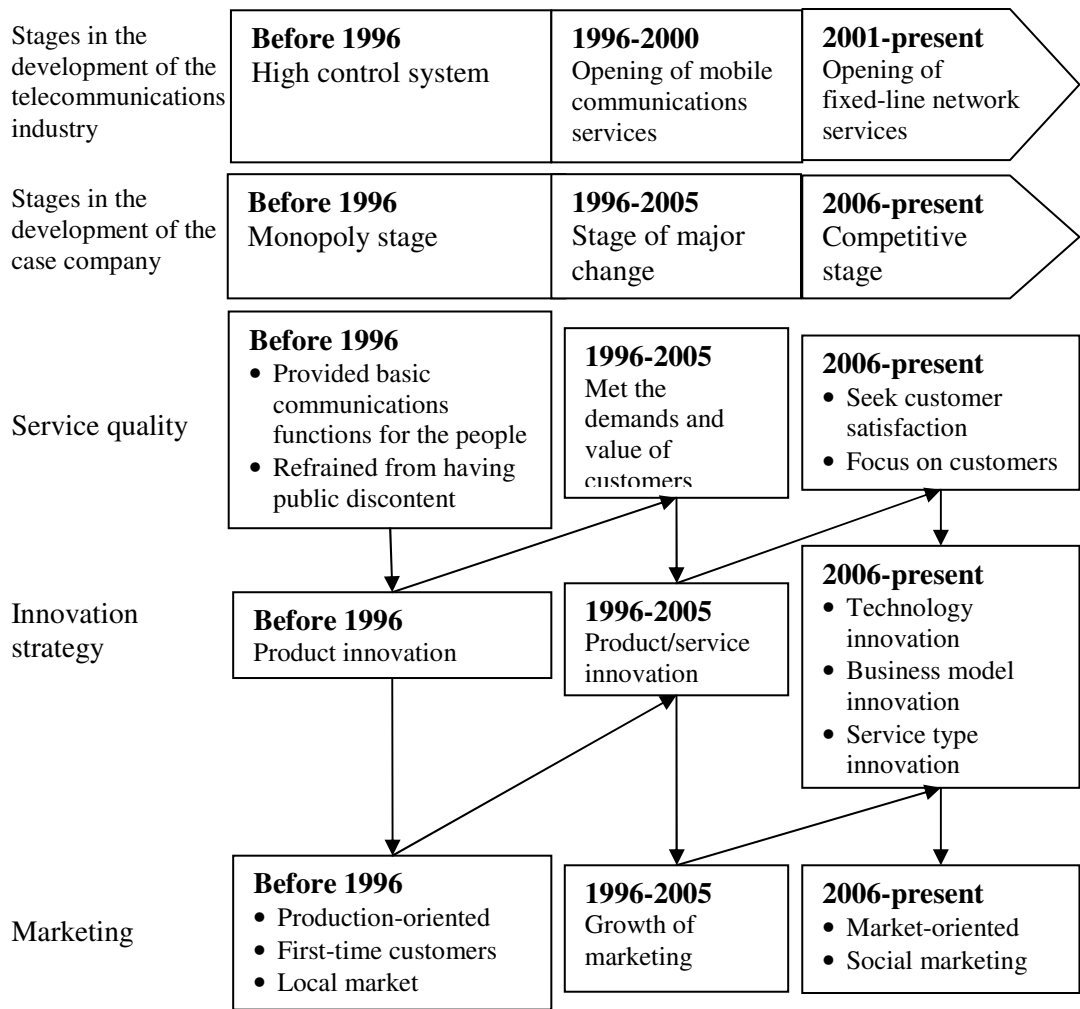 Stages in the
development of the
telecommunications
industry
Before 1996
High control system
1996-2000
Opening of mobile
communications
services
2001-present
Opening of
fixed-line network
services
Stages in the
development of the
case company
Before 1996
Monopoly stage
1996-2005
Stage of major
change
2006-present
Competitive
stage
Service quality
Before 1996
• Provided basic
communications
functions for the people
• Refrained from having
public discontent
1996-2005
Met the
demands and
value of
customers
2006-present
• Seek customer
satisfaction
• Focus on customers
Innovation
strategy
Before 1996
Product innovation
1996-2005
Product/service
innovation
2006-present
• Technology
innovation
• Business model
innovation
• Service type
innovation
Marketing
Before 1996
• Production-oriented
• First-time customers
• Local market
1996-2005
Growth of
marketing
2006-present
• Market-oriented
• Social marketing